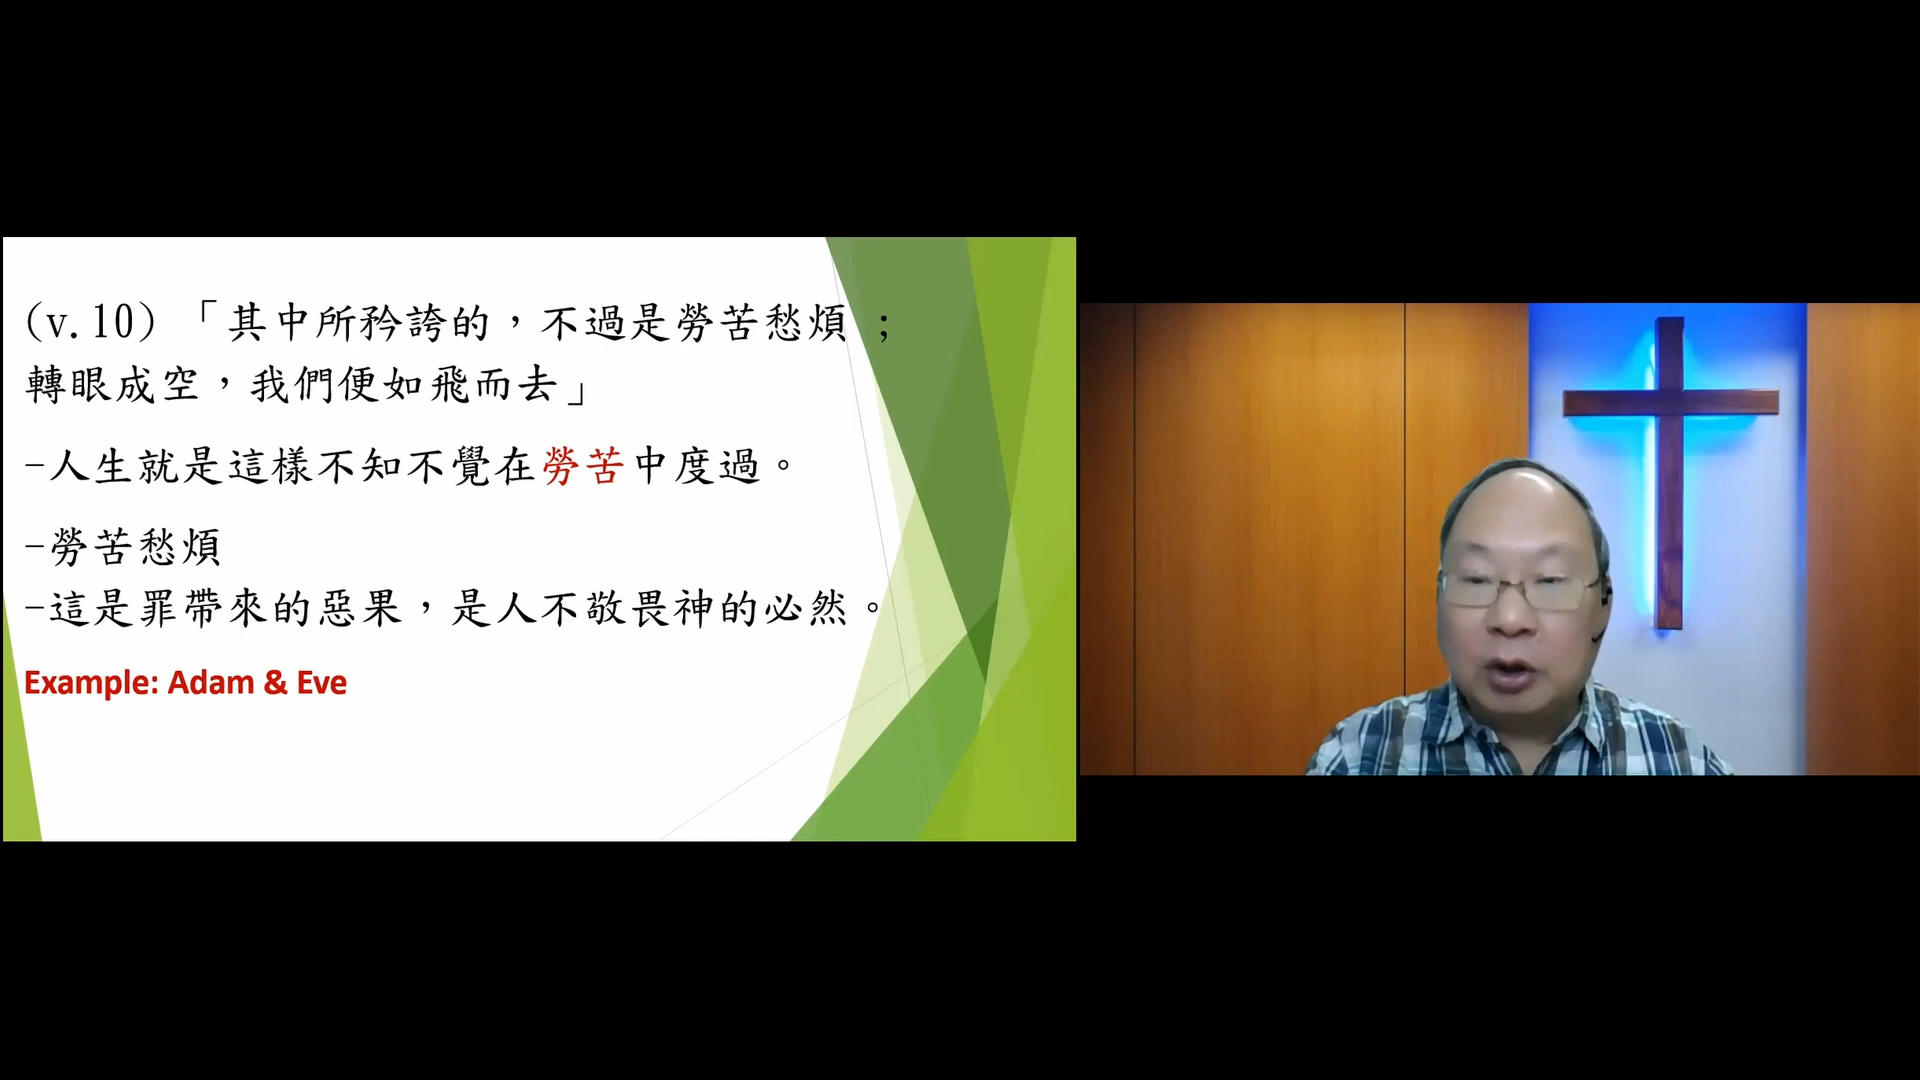 (v.10) 「其中所矜誇的，不過是勞苦愁煩 ；
轉眼成空，我們便如飛而去」
-人生就是這樣不知不覺在勞苦中度過。
-勞苦愁煩
-這是罪帶來的惡果，是人不敬畏神的必然。
Example: Adam & Eve